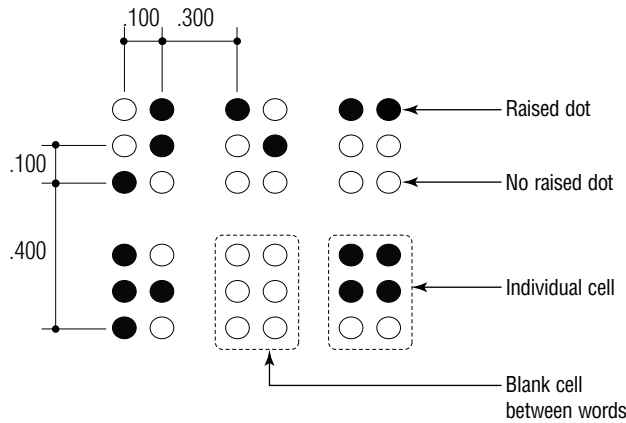 .100 .300
Raised dot
.100
No raised dot
.400
Individual cell
Blank cell
between words